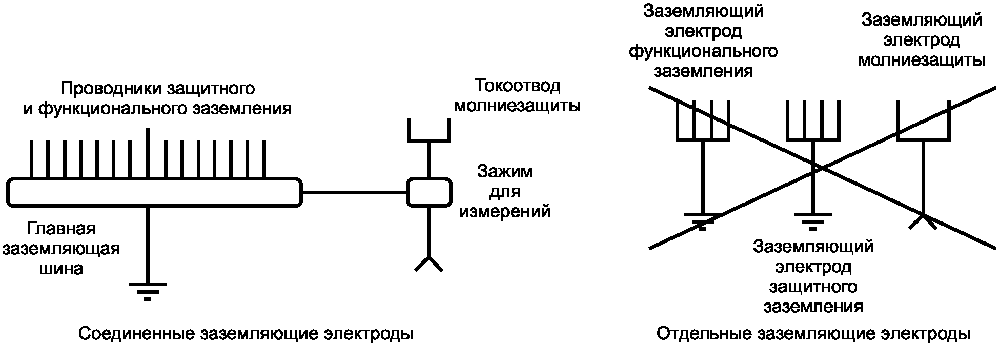 Проводники защитного
и функционального заземления
Токоотвод
молниезащиты
Зажим
для
измерений
Главная
заземляющая
шина
Соединенные заземляющие электроды
Заземляющий
электрод
функционального
заземления
Заземляющий
электрод
молниезащиты
Заземляющий
электрод
защитного
заземления
Отдельные заземляющие электроды